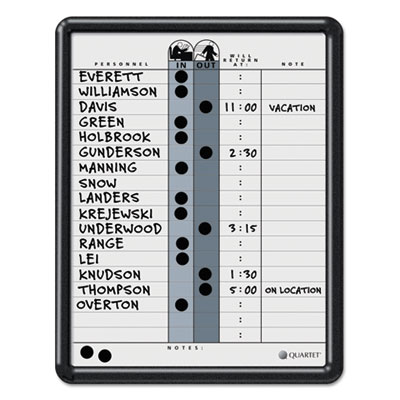 PERSONNEL IN OUT WILL RETURN AT: NOTE
EVERETT :
WILLIAMSON :
DAVIS 11:00 VACATION
GREEN :
HOLBROOK :
GUNDERSON 2:30
MANNING :
SNOW :
LANDERS :
KREJEWSKI :
UNDERWOOD 3:15
RANGE :
LEI :
KNUDSON 1:30
THOMPSON 5:00 ON LOCATION
OVERTON :
:
:
NOTES:
QUARTET